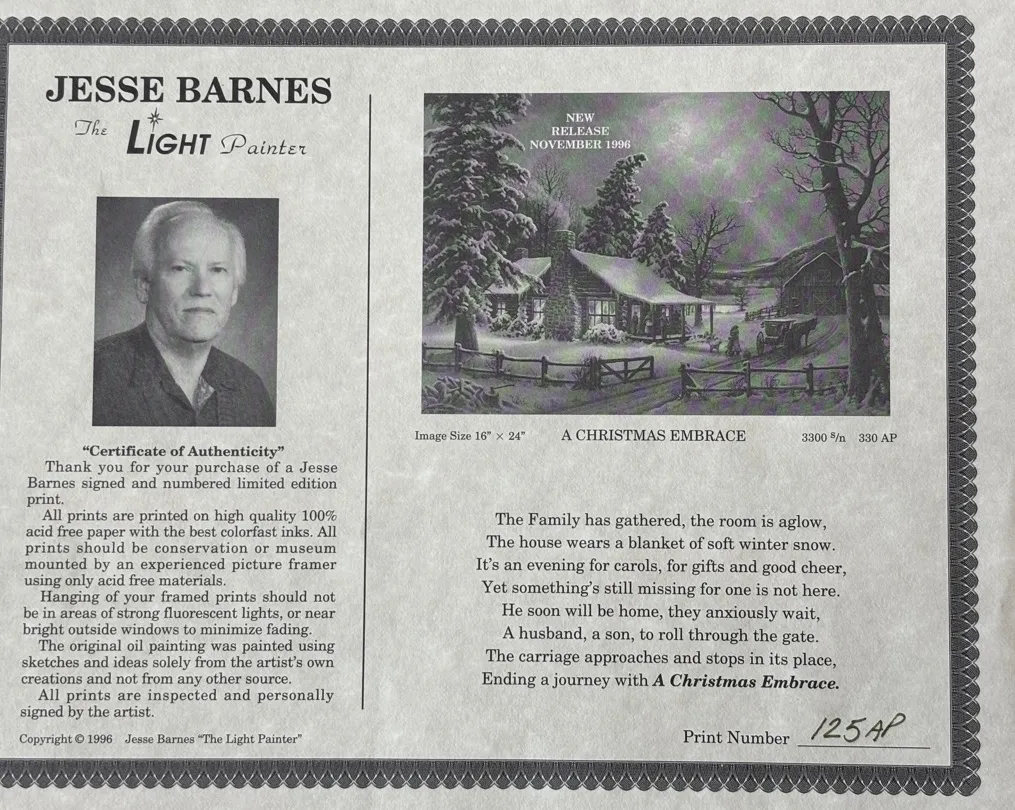 JESSE BARNES
The LIGHT Painter
"Certificate of Authenticity"
Thank you for your purchase of a Jesse
Barnes signed and numbered limited edition
print.
All prints are printed on high quality 100%
acid free paper with the best colorfast inks. All
prints should be conservation or museum
mounted by an experienced picture framer
using only acid free materials.
Hanging of your framed prints should not
be in areas of strong fluorescent lights, or near
bright outside windows to minimize fading.
The original oil painting was painted using
sketches and ideas solely from the artist's own
creations and not from any other source.
All prints are inspected and personally
signed by the artist.
Copyright © 1996 Jesse Barnes "The Light Painter"
NEW
RELEASE
NOVEMBER 1996
Image Size 16" × 24" A CHRISTMAS EMBRACE 3300 s/n 330 AP
The Family has gathered, the room is aglow,
The house wears a blanket of soft winter snow.
It's an evening for carols, for gifts and good cheer,
Yet something's still missing for one is not here.
He soon will be home, they anxiously wait,
A husband, a son, to roll through the gate.
The carriage approaches and stops in its place,
Ending a journey with A Christmas Embrace.
Print Number 125 AP